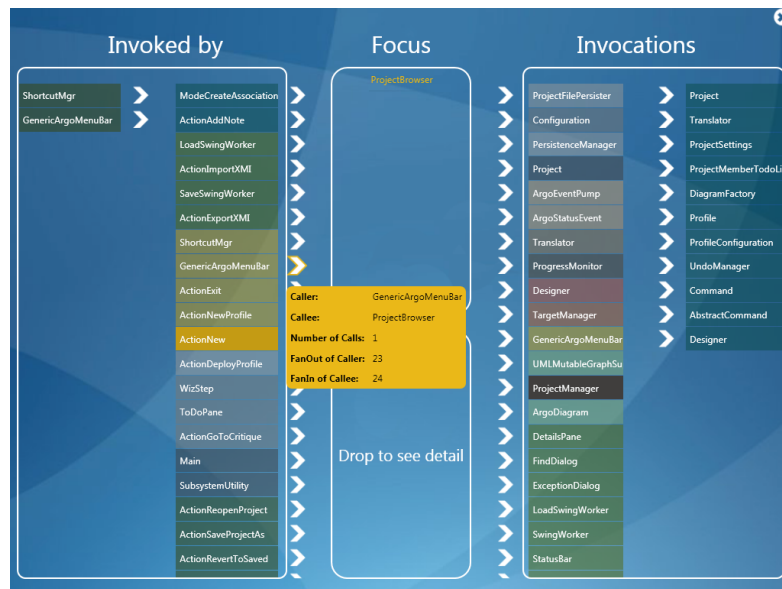 Invoked by
Focus
Invocations
ProjectBrowser
ShortcutMgr
GenericArgoMenuBar
ModeCreateAssociation
ActionAddNote
LoadSwingWorker
ActionImportXMI
SaveSwingWorker
ActionExportXMI
ShortcutMgr
GenericArgoMenuBar
ActionExit
ActionNewProfile
ActionNew
ActionDeployProfile
WizStep
ToDoPane
ActionGoToCritique
Main
SubsystemUtility
ActionReopenProject
ActionSaveProjectAs
ActionRevertToSaved
Caller: GenericArgoMenuBar
Callee: ProjectBrowser
Number of Calls: 1
FanOut of Caller: 23
FanIn of Callee: 24
Drop to see detail
ProjectFilePersister
Configuration
PersistenceManager
Project
ArgoEventPump
ArgoStatusEvent
Translator
ProgressMonitor
Designer
TargetManager
GenericArgoMenuBar
UMLMutableGraphSu
ProjectManager
ArgoDiagram
DetailsPane
FindDialog
ExceptionDialog
LoadSwingWorker
SwingWorker
StatusBar
Project
Translator
ProjectSettings
ProjectMemberTodoLi
DiagramFactory
Profile
ProfileConfiguration
UndoManager
Command
AbstractCommand
Designer